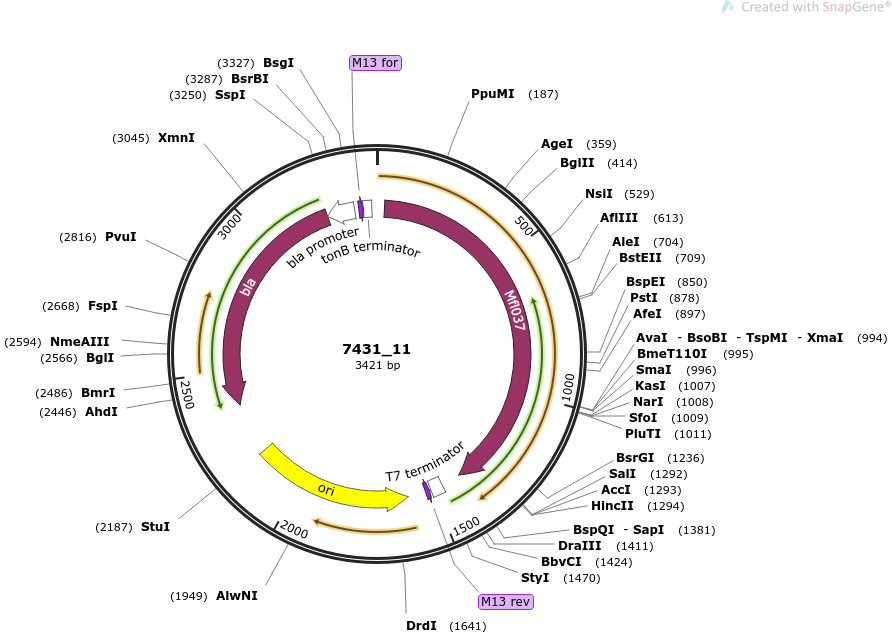 Created with SnapGene®
(3327) BsgI
(3287) BsrBI
(3250) SspI
(3045) XmnI
(2816) PvuI
(2668) FspI
(2594) NmeAIII
(2566) BglI
(2486) BmrI
(2446) AhdI
(2187) StuI
(1949) AlwNI
M13 for
PpuMI (187)
AgeI (359)
BglII (414)
NsiI (529)
AflIII (613)
AleI (704)
BstEII (709)
BspEI (850)
PstI (878)
AfeI (897)
AvaI - BsoBI - TspMI - XmaI (994)
BmeT110I (995)
SmaI (996)
KasI (1007)
NarI (1008)
SfoI (1009)
PluTI (1011)
BsrGI (1236)
SalI (1292)
AccI (1293)
HincII (1294)
BspQI - SapI (1381)
DraIII (1411)
BbvCI (1424)
StyI (1470)
M13 rev
DrdI (1641)
500
1000
1500
2000
2500
3000
bla promoter
tonB terminator
bla
Mfl037
7431_11
3421 bp
T7 terminator
ori